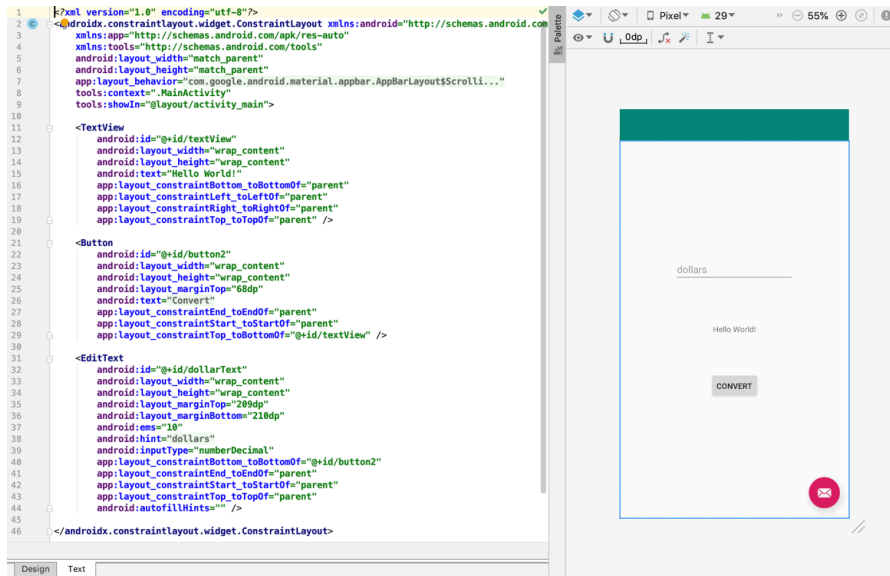 1 <?xml version="1.0" encoding="utf-8"?>
2 <androidx.constraintlayout.widget.ConstraintLayout xmlns:android="http://schemas.android.com
3 xmlns:app="http://schemas.android.com/apk/res-auto"
4 xmlns:tools="http://schemas.android.com/tools"
5 android:layout_width="match_parent"
6 android:layout_height="match_parent"
7 app:layout_behavior="com.google.android.material.appbar.AppBarLayout$Scrolli..."
8 tools:context=".MainActivity"
9 tools:showIn="@layout/activity_main">
10
11 <TextView
12 android:id="@+id/textView"
13 android:layout_width="wrap_content"
14 android:layout_height="wrap_content"
15 android:text="Hello World!"
16 app:layout_constraintBottom_toBottomOf="parent"
17 app:layout_constraintLeft_toLeftOf="parent"
18 app:layout_constraintRight_toRightOf="parent"
19 app:layout_constraintTop_toTopOf="parent" />
20
21 <Button
22 android:id="@+id/button2"
23 android:layout_width="wrap_content"
24 android:layout_height="wrap_content"
25 android:layout_marginTop="68dp"
26 android:text="Convert"
27 app:layout_constraintEnd_toEndOf="parent"
28 app:layout_constraintStart_toStartOf="parent"
29 app:layout_constraintTop_toBottomOf="@+id/textView" />
30
31 <EditText
32 android:id="@+id/dollarText"
33 android:layout_width="wrap_content"
34 android:layout_height="wrap_content"
35 android:layout_marginTop="209dp"
36 android:layout_marginBottom="210dp"
37 android:ems="10"
38 android:hint="dollars"
39 android:inputType="numberDecimal"
40 app:layout_constraintBottom_toBottomOf="@+id/button2"
41 app:layout_constraintEnd_toEndOf="parent"
42 app:layout_constraintStart_toStartOf="parent"
43 app:layout_constraintTop_toTopOf="parent"
44 android:autofillHints="" />
45
46 </androidx.constraintlayout.widget.ConstraintLayout>
Design Text
Palette
Pixel 29 » 55%
0dp
dollars
Hello World!
CONVERT